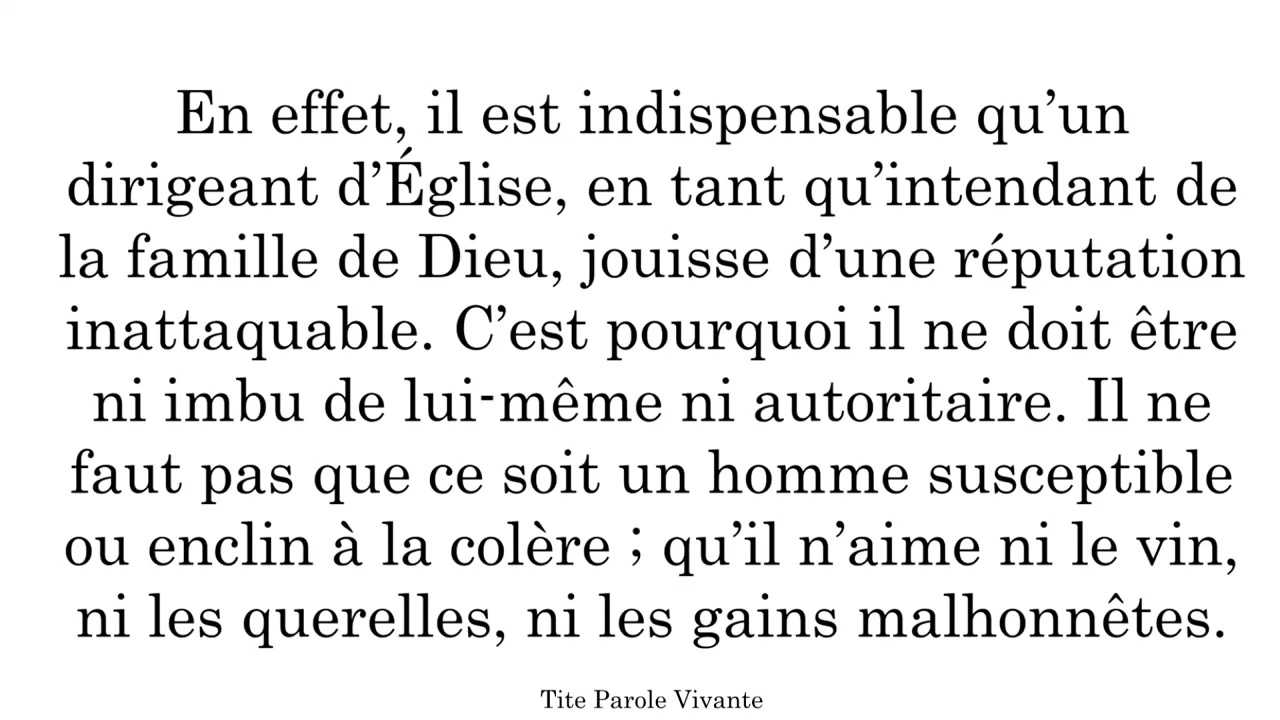 En effet, il est indispensable qu’un
dirigeant d’Église, en tant qu’intendant de
la famille de Dieu, jouisse d’une réputation
inattaquable. C’est pourquoi il ne doit être
ni imbu de lui-même ni autoritaire. Il ne
faut pas que ce soit un homme susceptible
ou enclin à la colère ; qu’il n’aime ni le vin,
ni les querelles, ni les gains malhonnêtes.
Tite Parole Vivante